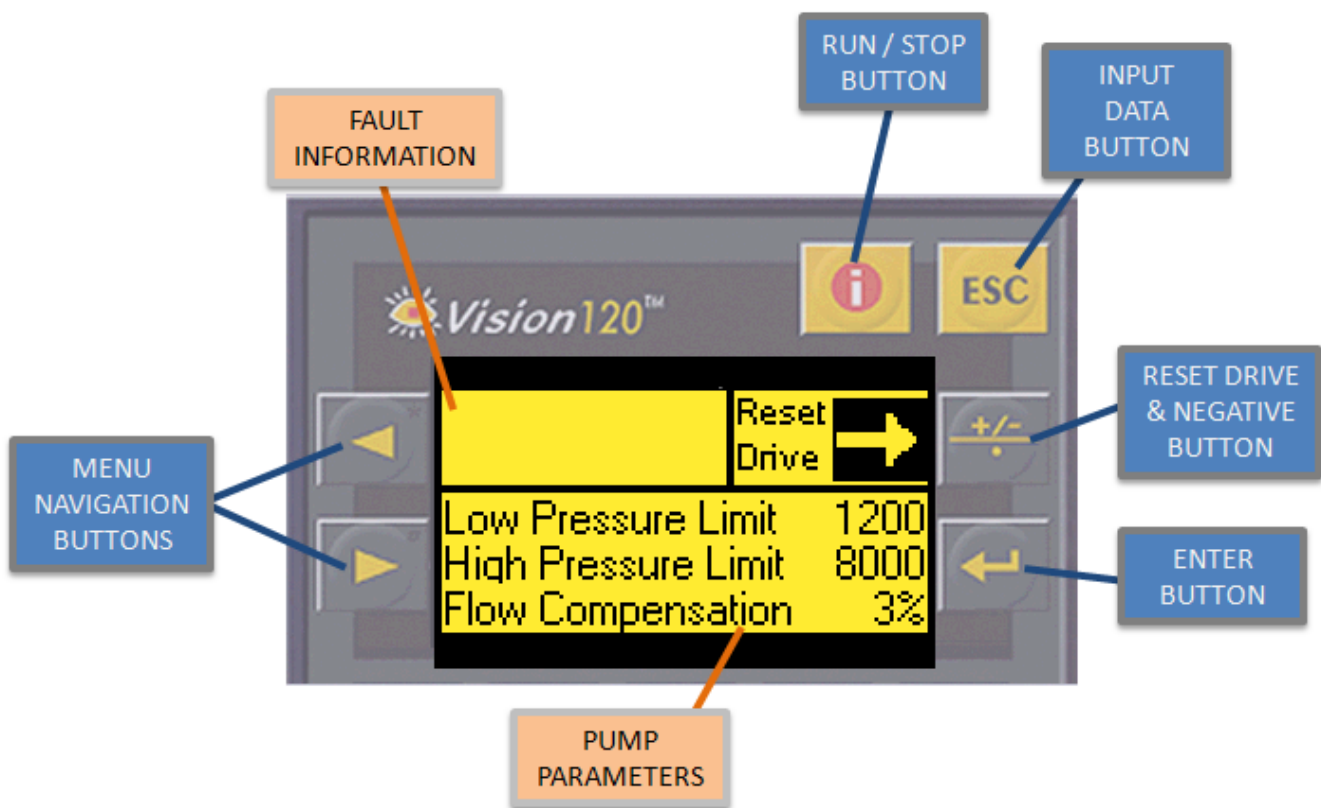 RUN / STOP
BUTTON
INPUT
DATA
BUTTON
FAULT
INFORMATION
i
ESC
Vision120™
RESET DRIVE
& NEGATIVE
BUTTON
Reset
Drive
+/-
MENU
NAVIGATION
BUTTONS
Low Pressure Limit 1200
High Pressure Limit 8000
Flow Compensation 3%
ENTER
BUTTON
PUMP
PARAMETERS